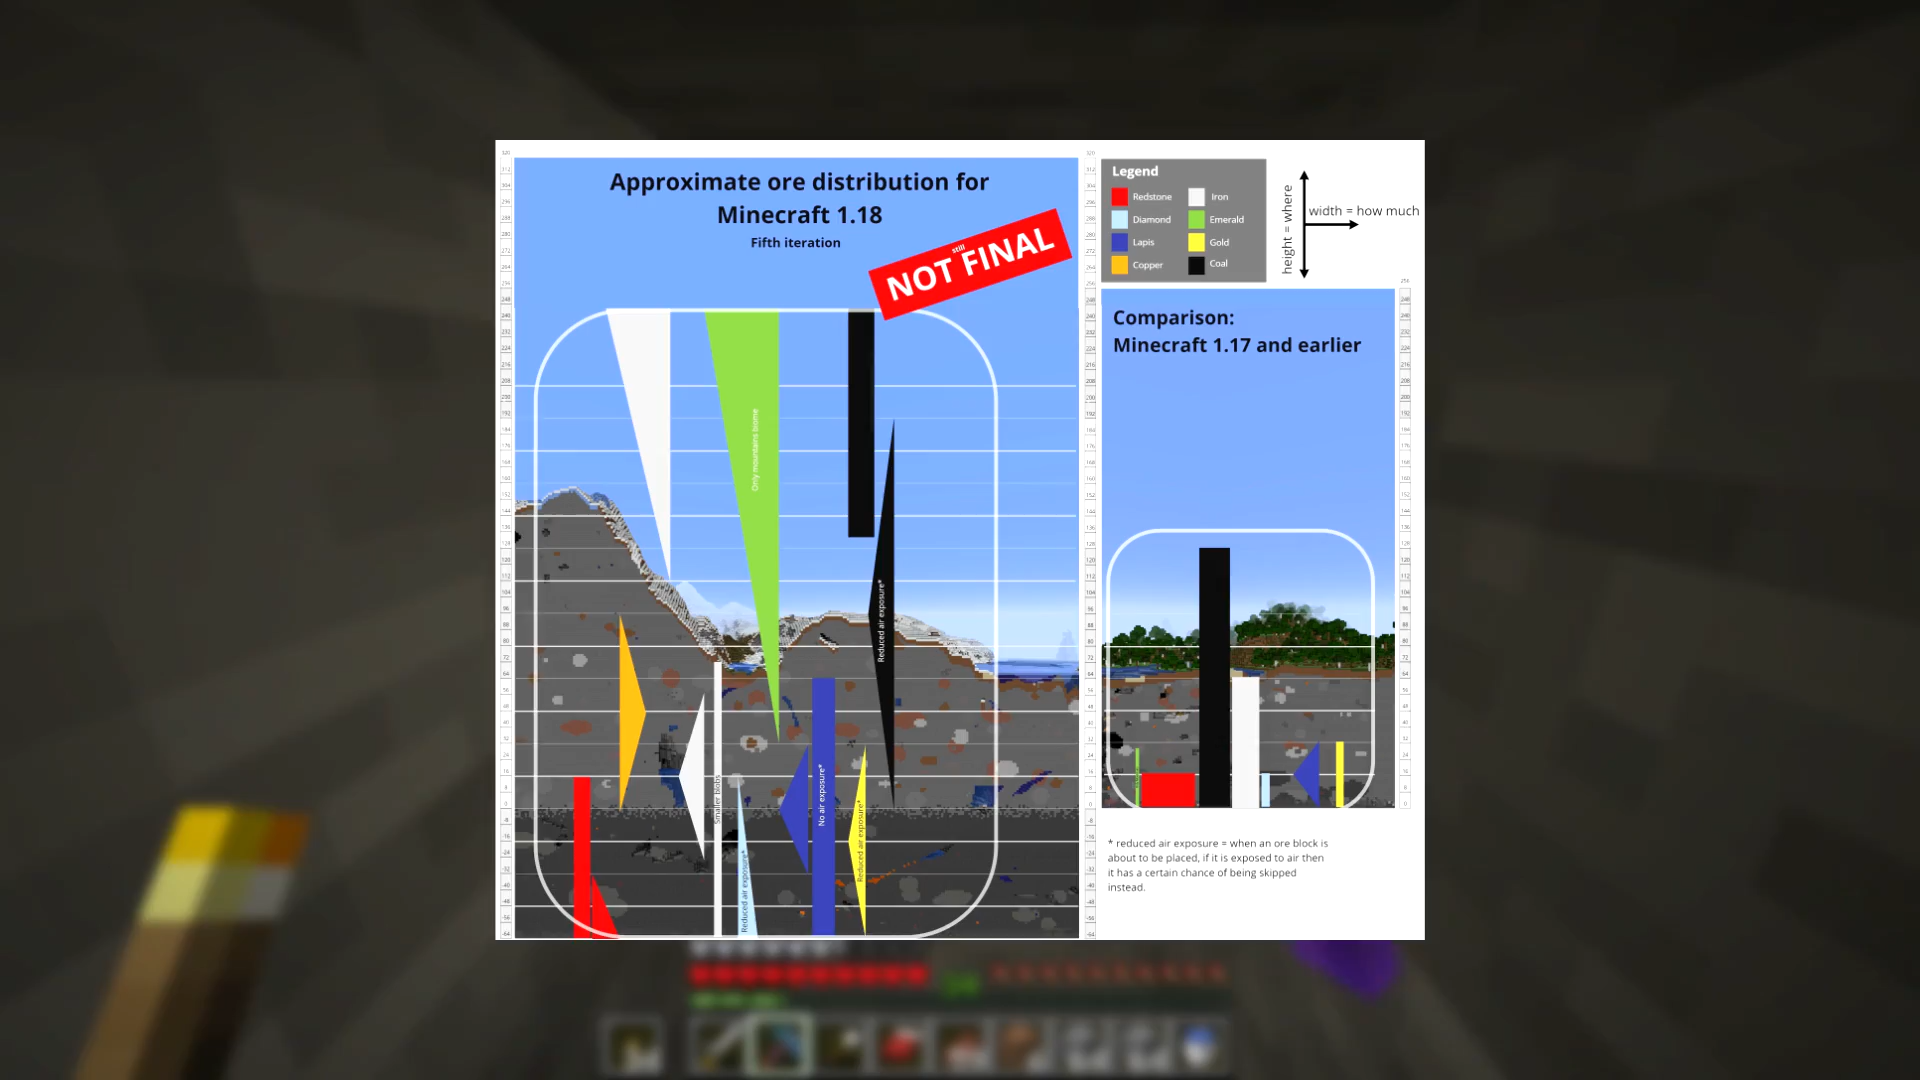 Approximate ore distribution for
Minecraft 1.18
Fifth iteration
still
NOT FINAL
Only mountains biome
Reduced air exposure*
Smaller blobs
Reduced air exposure*
No air exposure*
Reduced air exposure*
Legend
Redstone
Iron
Diamond
Emerald
Lapis
Gold
Copper
Coal
height = where
width = how much
Comparison:
Minecraft 1.17 and earlier
* reduced air exposure = when an ore block is
about to be placed, if it is exposed to air then
it has a certain chance of being skipped
instead.